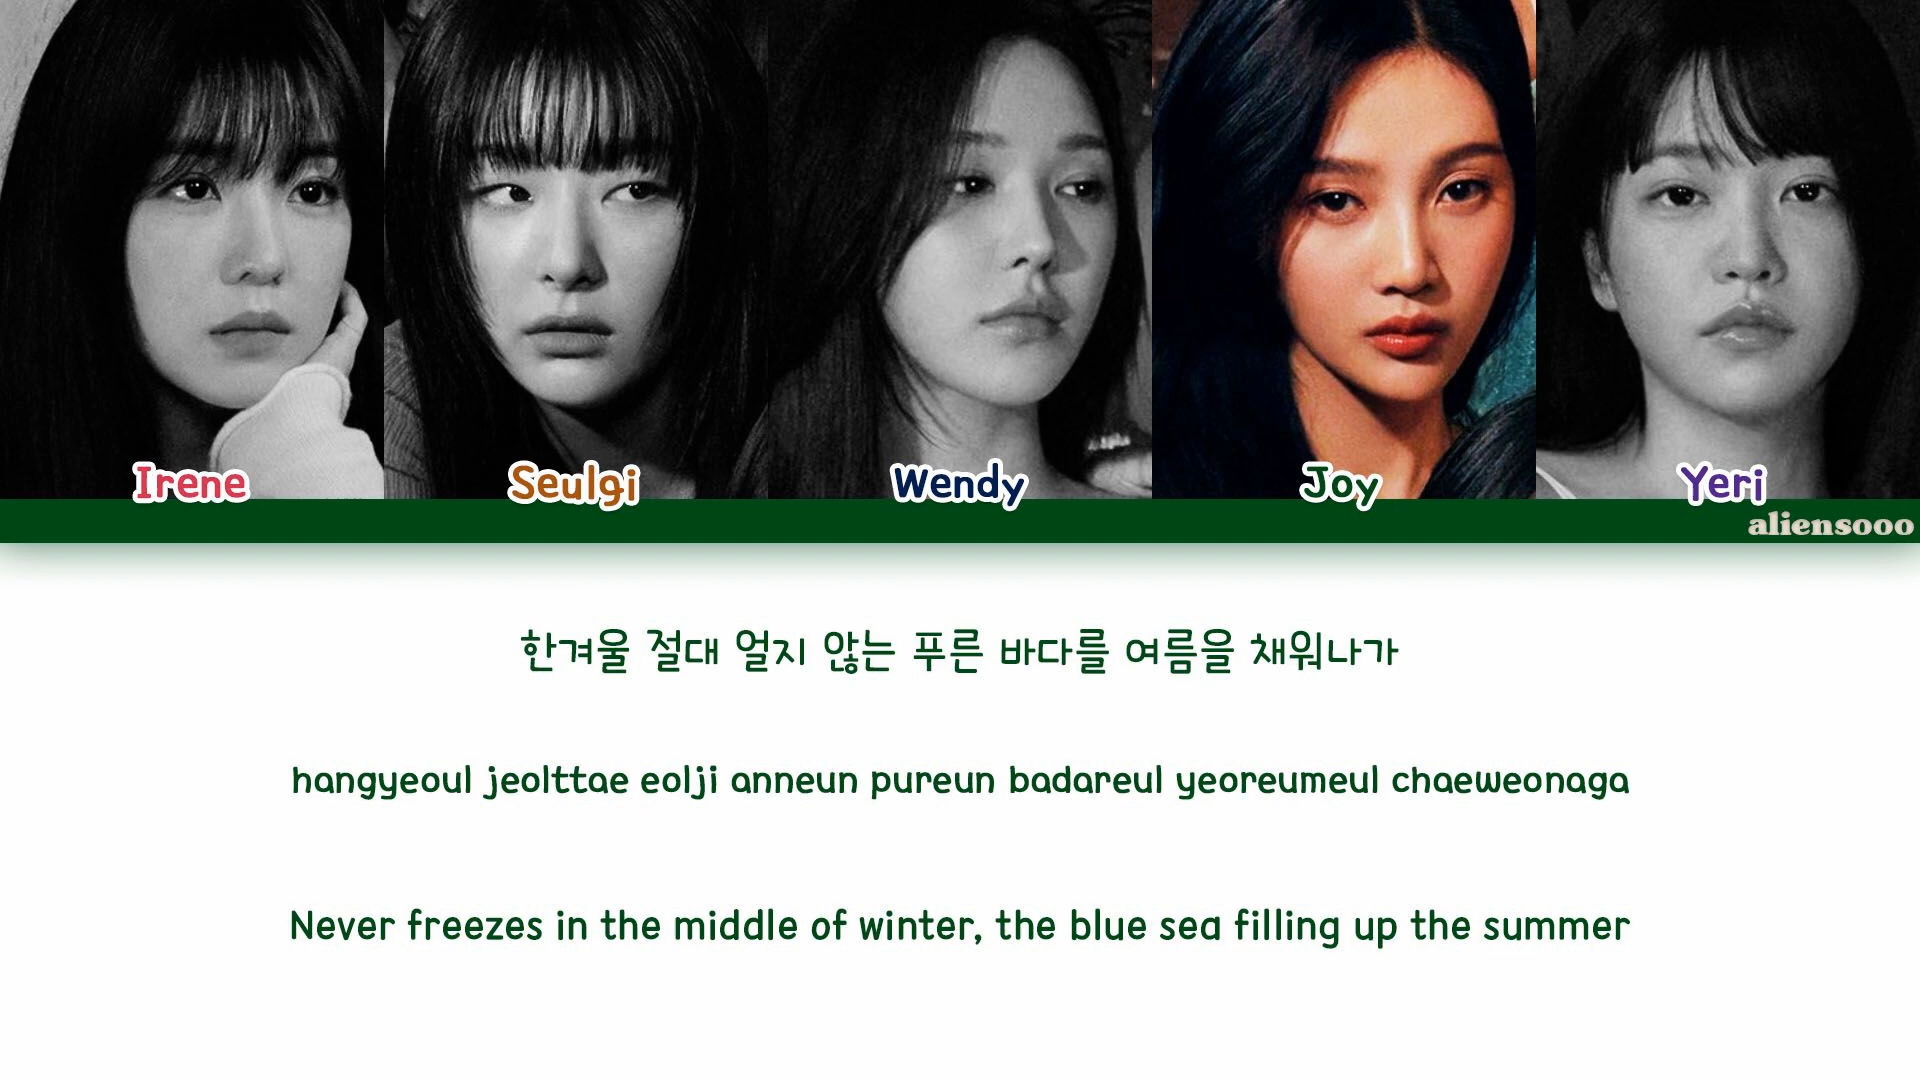 Irene
Seulgi
Wendy
Joy
Yeri
aliensooo
한겨울 절대 얼지 않는 푸른 바다를 여름을 채워나가
hangyeoul jeolttae eolji anneun pureun badareul yeoreumeul chaeweonaga
Never freezes in the middle of winter, the blue sea filling up the summer